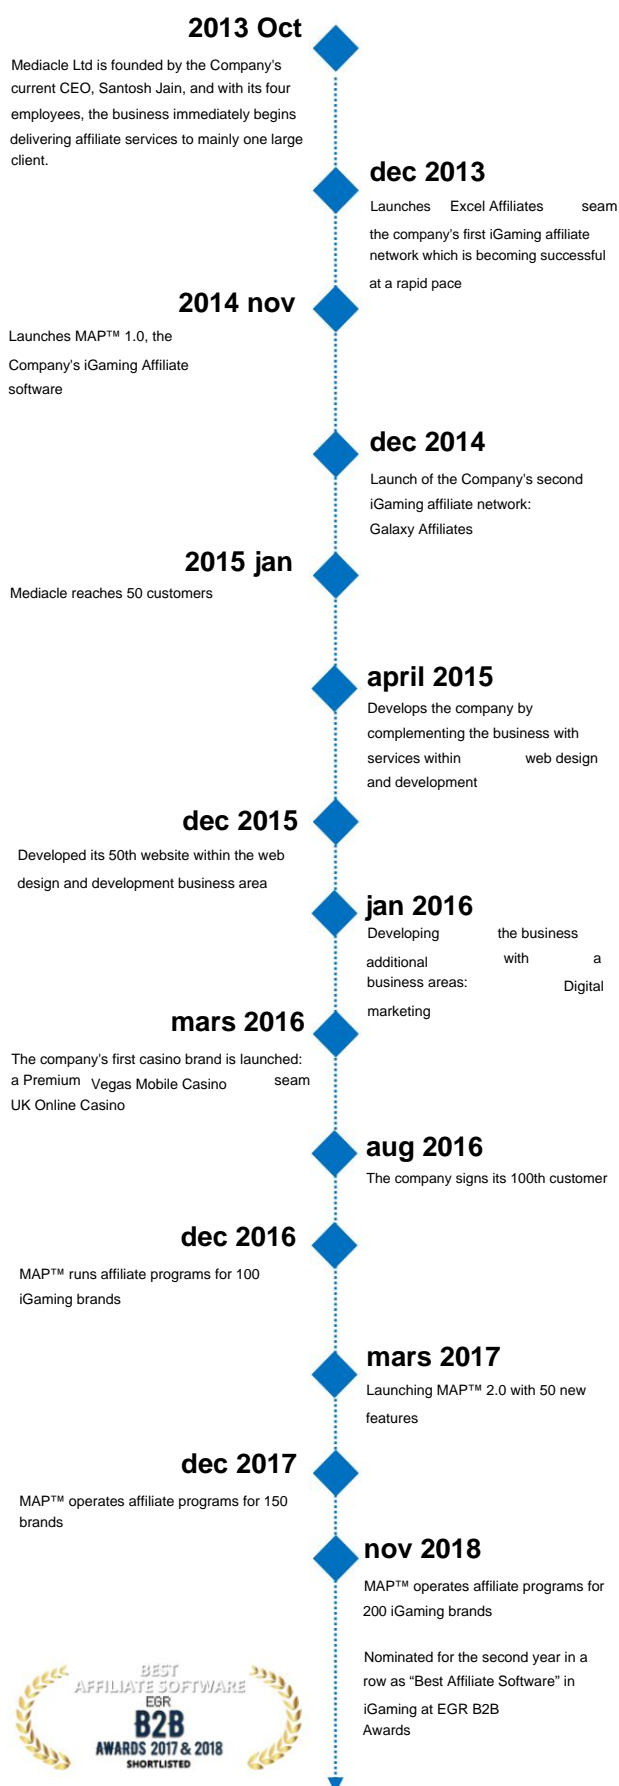 2013 Oct
Mediacle Ltd is founded by the Company's
current CEO, Santosh Jain, and with its four
employees, the business immediately begins
delivering affiliate services to mainly one large
client.
dec 2013
Launches Excel Affiliates seam
the company's first iGaming affiliate
network which is becoming successful
at a rapid pace
2014 nov
Launches MAP™ 1.0, the
Company's iGaming Affiliate
software
dec 2014
Launch of the Company's second
iGaming affiliate network:
Galaxy Affiliates
2015 jan
Mediacle reaches 50 customers
april 2015
Develops the company by
complementing the business with
services within web design
and development
dec 2015
Developed its 50th website within the web
design and development business area
jan 2016
Developing the business
additional with a
business areas: Digital
marketing
mars 2016
The company's first casino brand is launched:
a Premium Vegas Mobile Casino seam
UK Online Casino
aug 2016
The company signs its 100th customer
dec 2016
MAP™ runs affiliate programs for 100
iGaming brands
mars 2017
Launching MAP™ 2.0 with 50 new
features
dec 2017
MAP™ operates affiliate programs for 150
brands
nov 2018
MAP™ operates affiliate programs for
200 iGaming brands
Nominated for the second year in a
row as “Best Affiliate Software” in
iGaming at EGR B2B
Awards
BEST
AFFILIATE SOFTWARE
EGR
B2B
AWARDS 2017 & 2018
SHORTLISTED